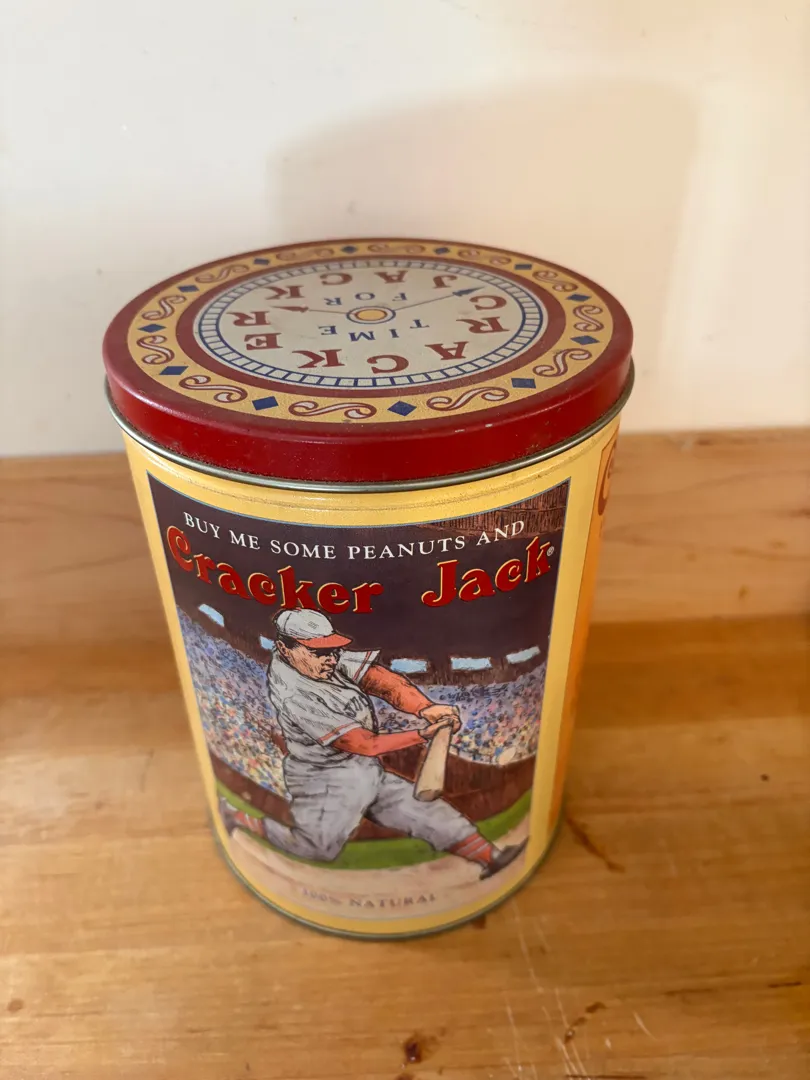 CRACKER JACK
TIME
FOR
BUY ME SOME PEANUTS AND
Cracker Jack®
100% NATURAL